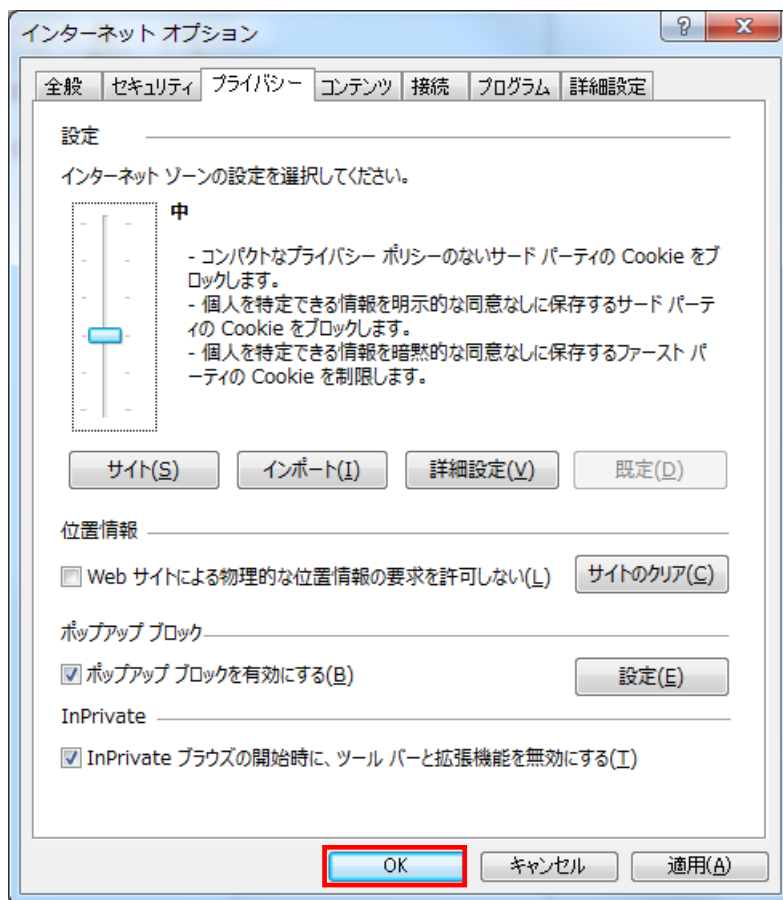 インターネット オプション
全般 セキュリティ プライバシー コンテンツ 接続 プログラム 詳細設定
設定
インターネット ゾーンの設定を選択してください。
中
- コンパクトなプライバシー ポリシーのないサード パーティの Cookie をブ
ロックします。
- 個人を特定できる情報を明示的な同意なしに保存するサード パーテ
ィの Cookie をブロックします。
- 個人を特定できる情報を暗黙的な同意なしに保存するファースト パ
ーティの Cookie を制限します。
サイト(S) インポート(I) 詳細設定(V) 既定(D)
位置情報
Web サイトによる物理的な位置情報の要求を許可しない(L) サイトのクリア(C)
ポップアップ ブロック
ポップアップ ブロックを有効にする(B) 設定(E)
InPrivate
InPrivate ブラウズの開始時に、ツール バーと拡張機能を無効にする(T)
OK キャンセル 適用(A)